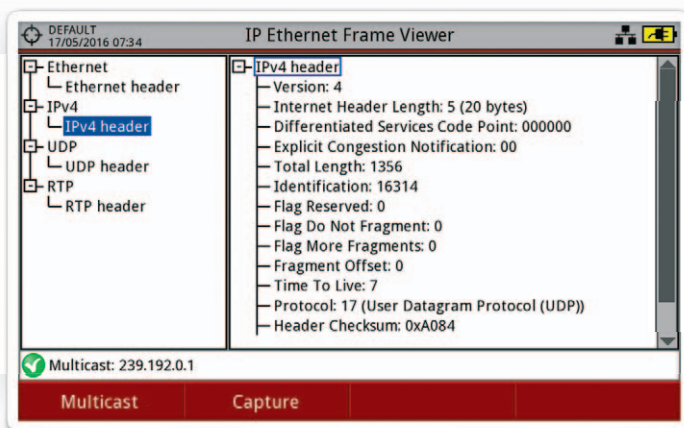 DEFAULT
17/05/2016 07:34
IP Ethernet Frame Viewer
Ethernet
Ethernet header
IPv4
IPv4 header
UDP
UDP header
RTP
RTP header
IPv4 header
Version: 4
Internet Header Length: 5 (20 bytes)
Differentiated Services Code Point: 000000
Explicit Congestion Notification: 00
Total Length: 1356
Identification: 16314
Flag Reserved: 0
Flag Do Not Fragment: 0
Flag More Fragments: 0
Fragment Offset: 0
Time To Live: 7
Protocol: 17 (User Datagram Protocol (UDP))
Header Checksum: 0xA084
Multicast: 239.192.0.1
Multicast Capture